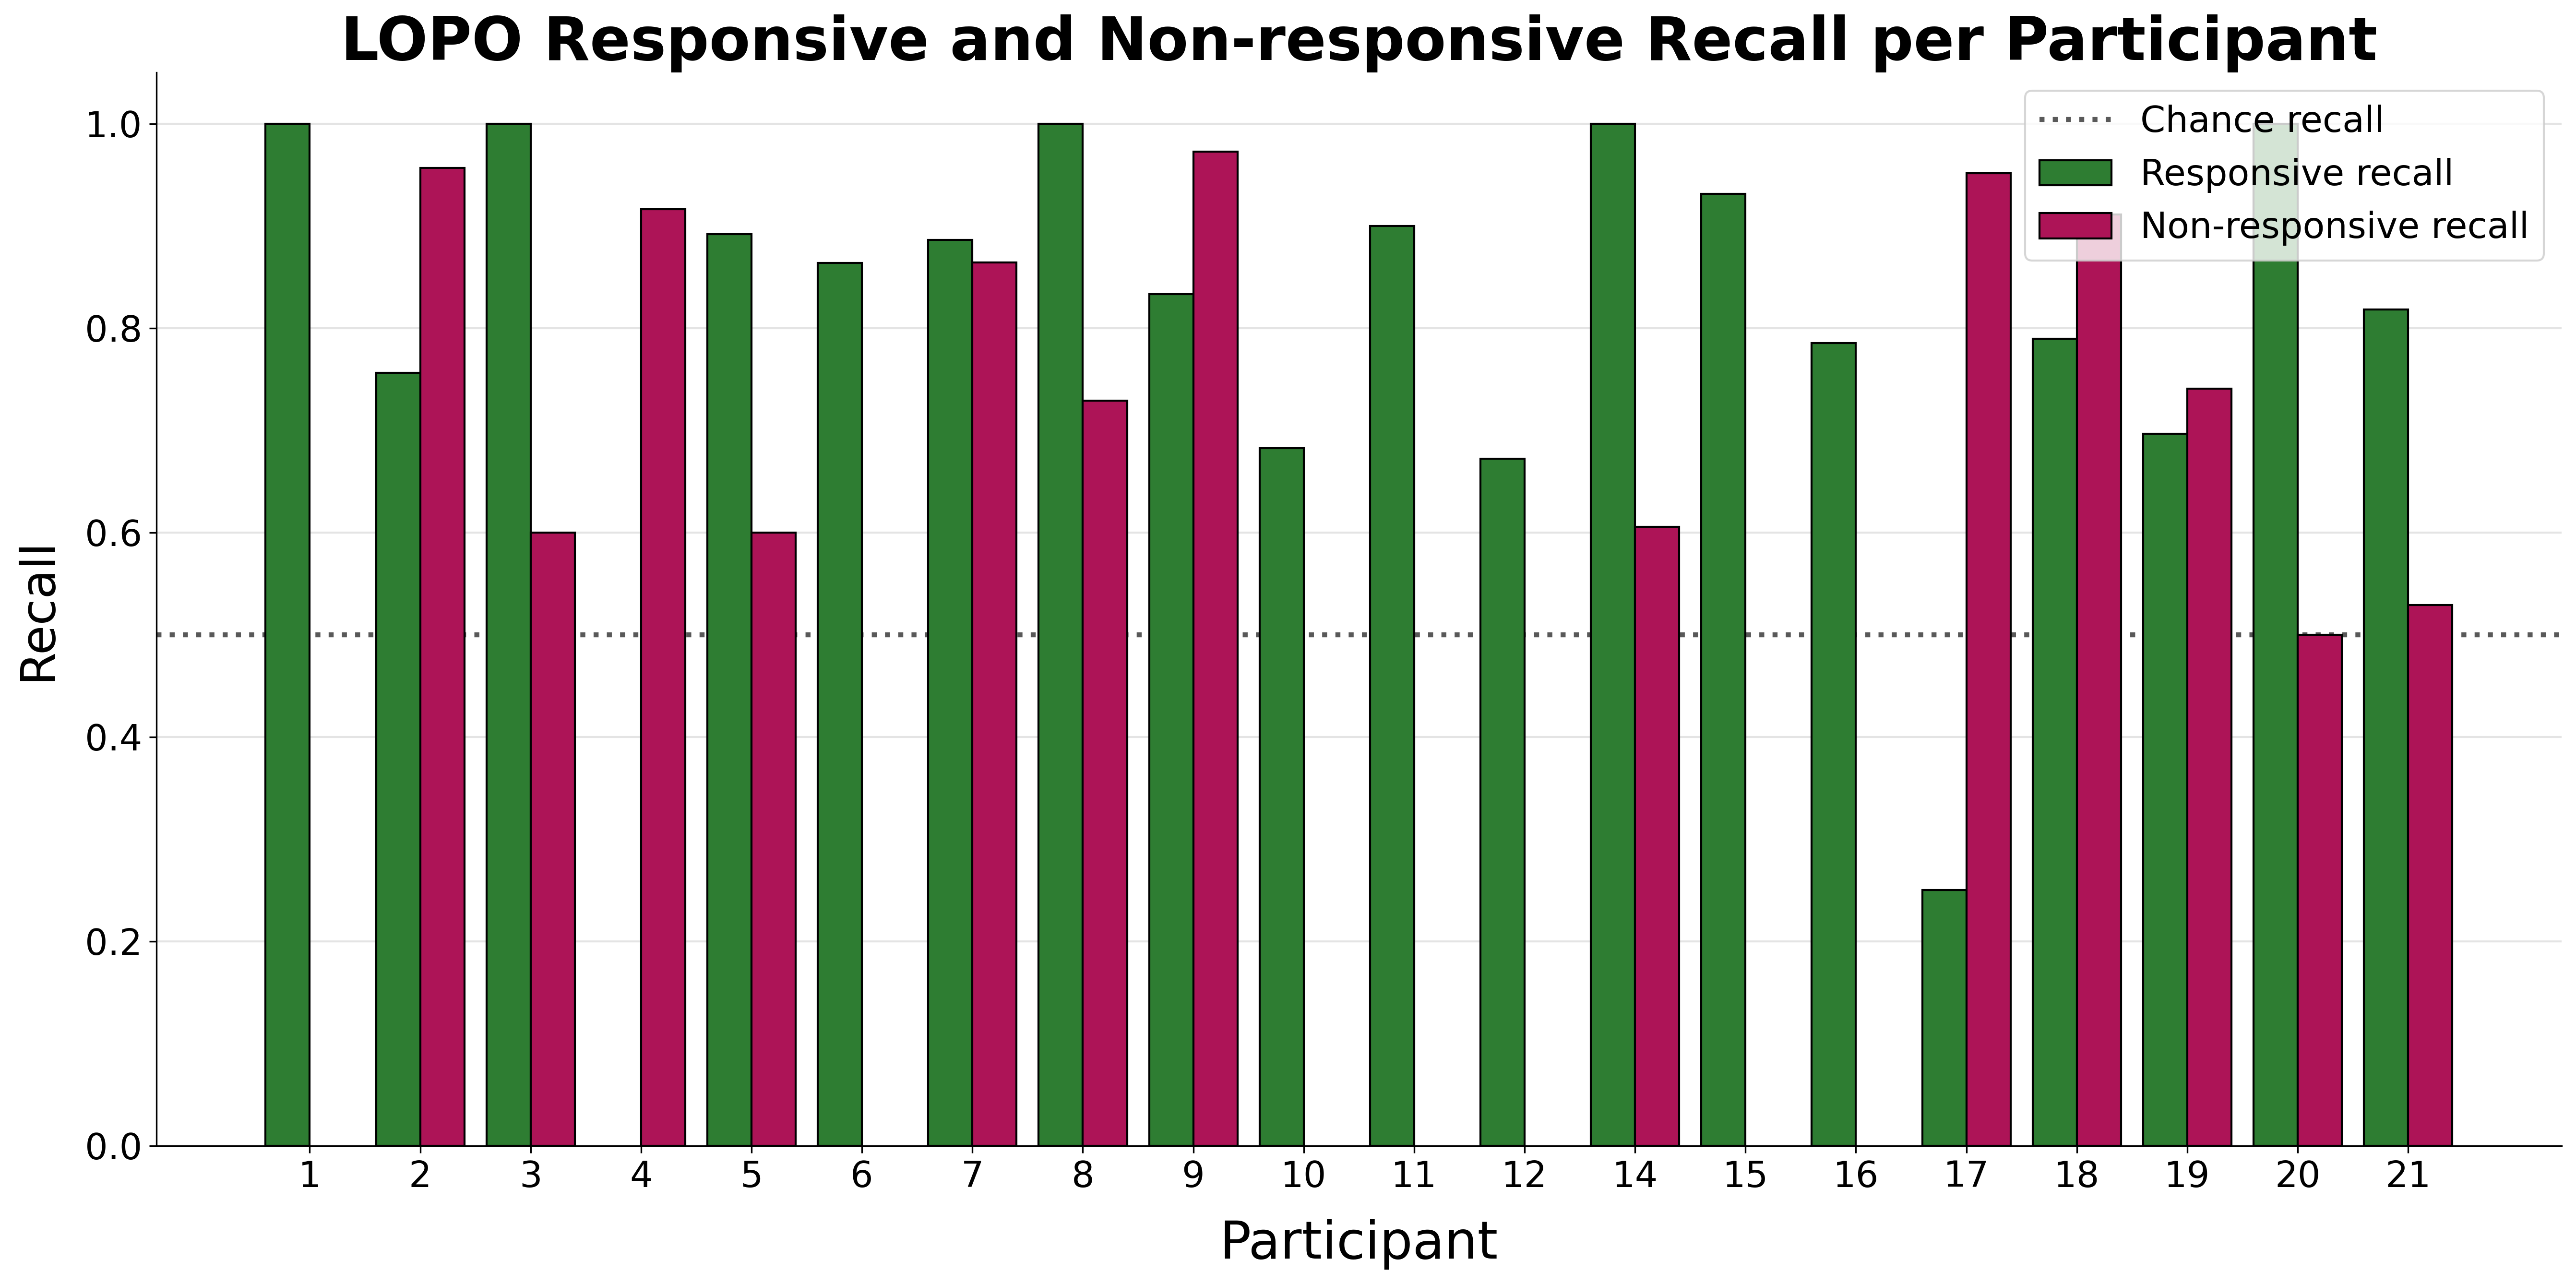 LOPO Responsive and Non-responsive Recall per Participant
Chance recall
Responsive recall
Non-responsive recall
1.0
0.8
0.6
0.4
0.2
0.0
Recall
1 2 3 4 5 6 7 8 9 10 11 12 14 15 16 17 18 19 20 21
Participant